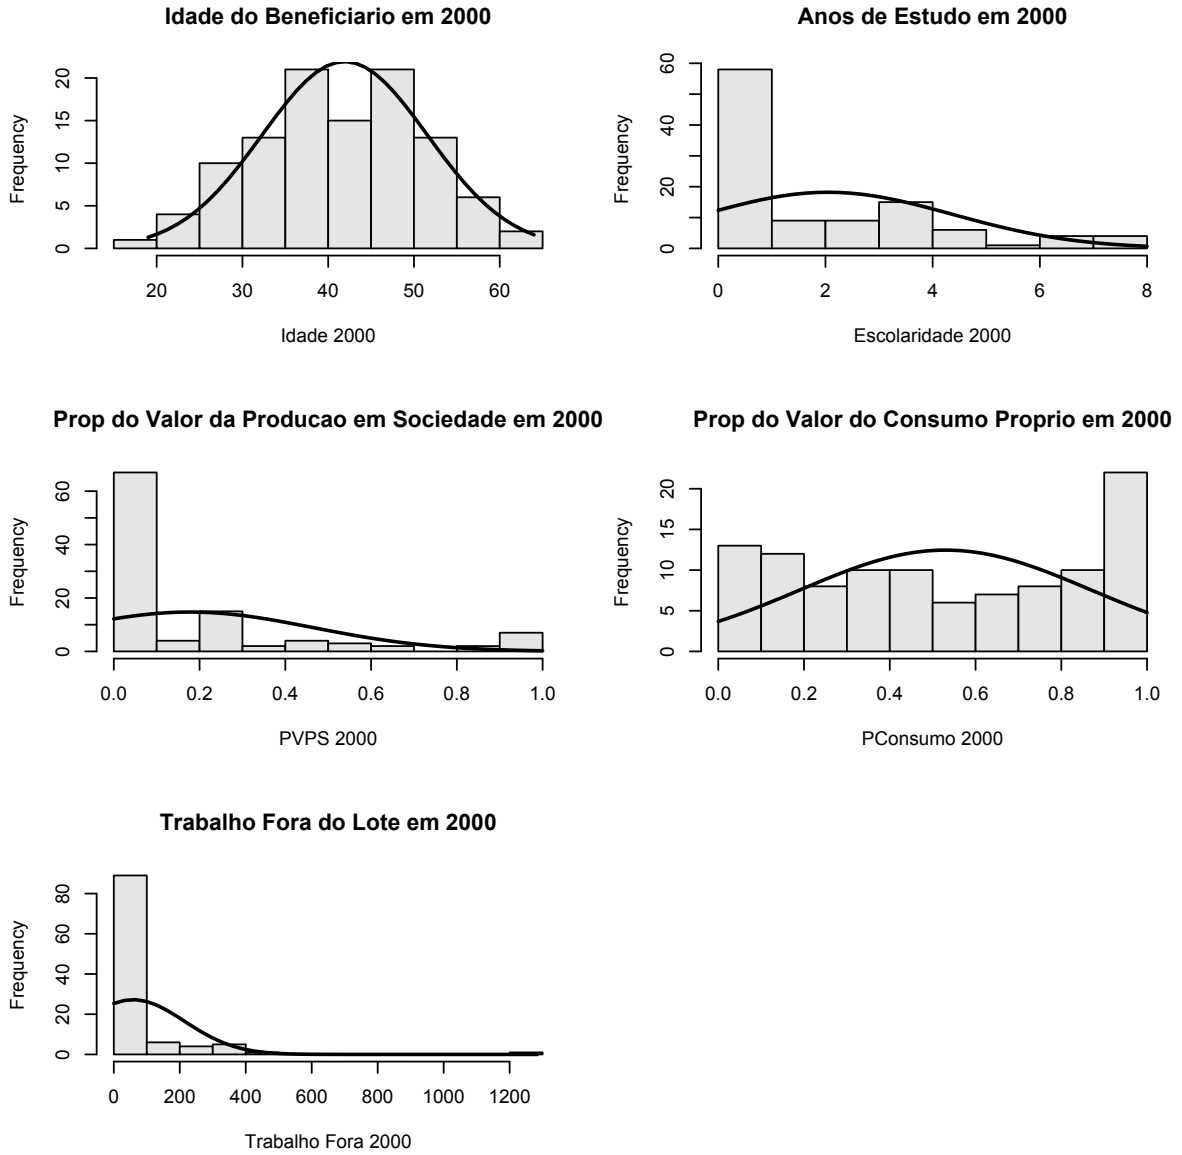 Idade do Beneficiario em 2000
Frequency
0 5 10 15 20
20 30 40 50 60
Idade 2000
Anos de Estudo em 2000
Frequency
0 20 40 60
0 2 4 6 8
Escolaridade 2000
Prop do Valor da Producao em Sociedade em 2000
Frequency
0 20 40 60
0.0 0.2 0.4 0.6 0.8 1.0
PVPS 2000
Prop do Valor do Consumo Proprio em 2000
Frequency
0 5 10 15 20
0.0 0.2 0.4 0.6 0.8 1.0
PConsumo 2000
Trabalho Fora do Lote em 2000
Frequency
0 20 40 60 80
0 200 400 600 800 1000 1200
Trabalho Fora 2000